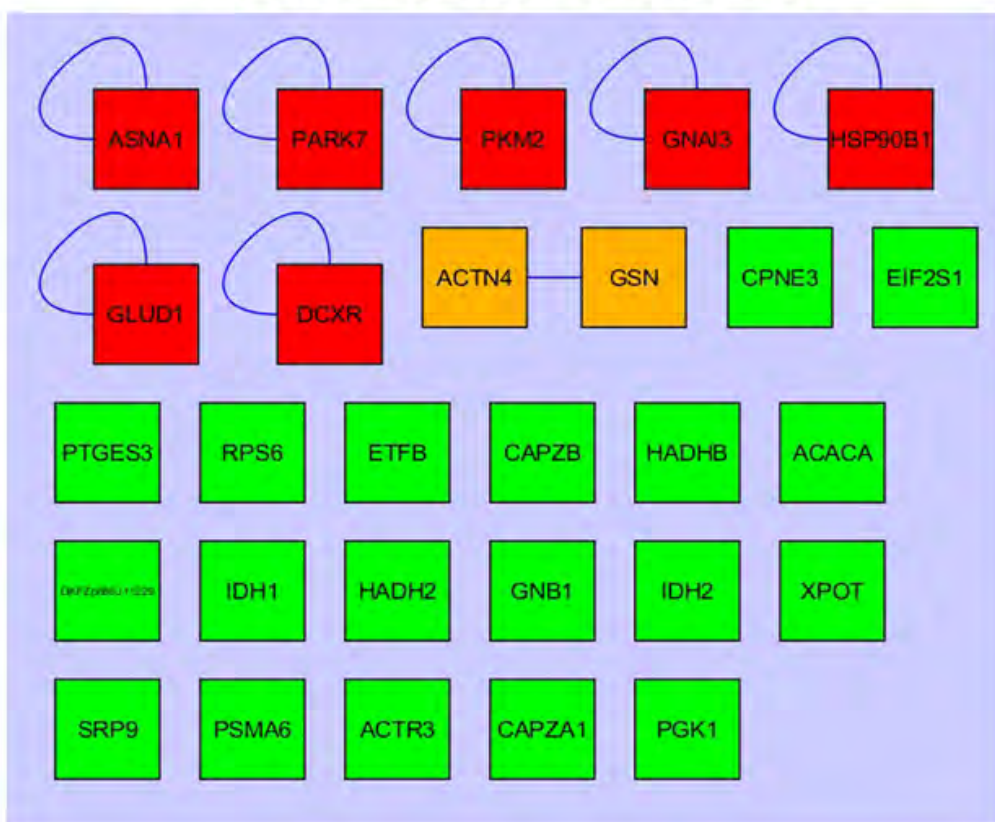 ASNA1 PARK7 PKM2 GNAI3 HSP90B1
GLUD1 DCXR ACTN4 GSN CPNE3 EIF2S1
PTGES3 RPS6 ETFB CAPZB HADHB ACACA
IDH1 HADH2 GNB1 IDH2 XPOT
SRP9 PSMA6 ACTR3 CAPZA1 PGK1